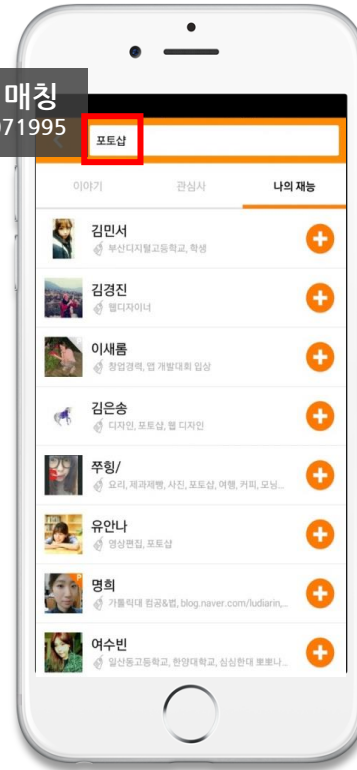 매칭
071995
포토샵
이야기
관심사
나의 재능
김민서
부산디지털고등학교, 학생
김경진
웹디자이너
이새롬
창업경력, 앱 개발대회 입상
김은송
디자인, 포토샵, 웹 디자인
쭈힝/
요리, 제과제빵, 사진, 포토샵, 여행, 커피, 모닝...
유안나
영상편집, 포토샵
명희
가톨릭대 컴공&법, blog.naver.com/ludiarin,...
여수빈
일산동고등학교, 한양대학교, 심심한대 뽀뽀나...